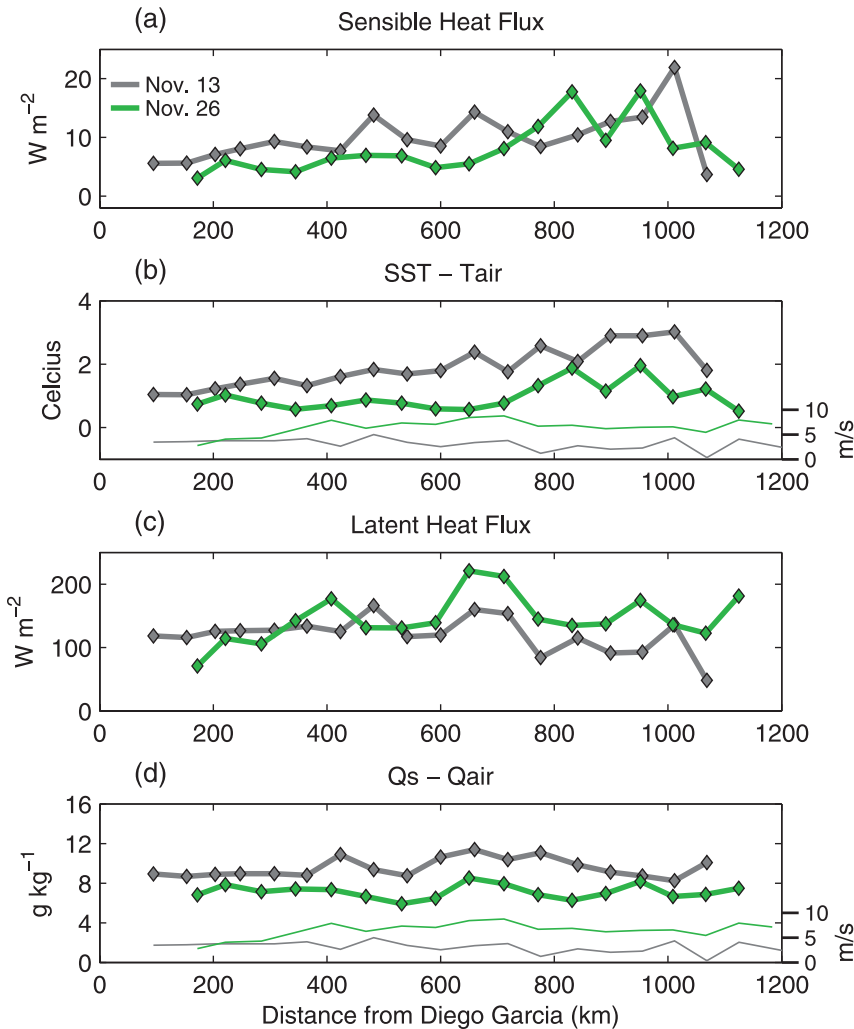 (a) Sensible Heat Flux
Nov. 13
Nov. 26
W m⁻²
20
10
0
0 200 400 600 800 1000 1200
(b) SST − Tair
Celcius
4
2
0
10
5
0
m/s
0 200 400 600 800 1000 1200
(c) Latent Heat Flux
W m⁻²
200
100
0
0 200 400 600 800 1000 1200
(d) Qs − Qair
g kg⁻¹
16
12
8
4
0
10
5
0
m/s
0 200 400 600 800 1000 1200
Distance from Diego Garcia (km)